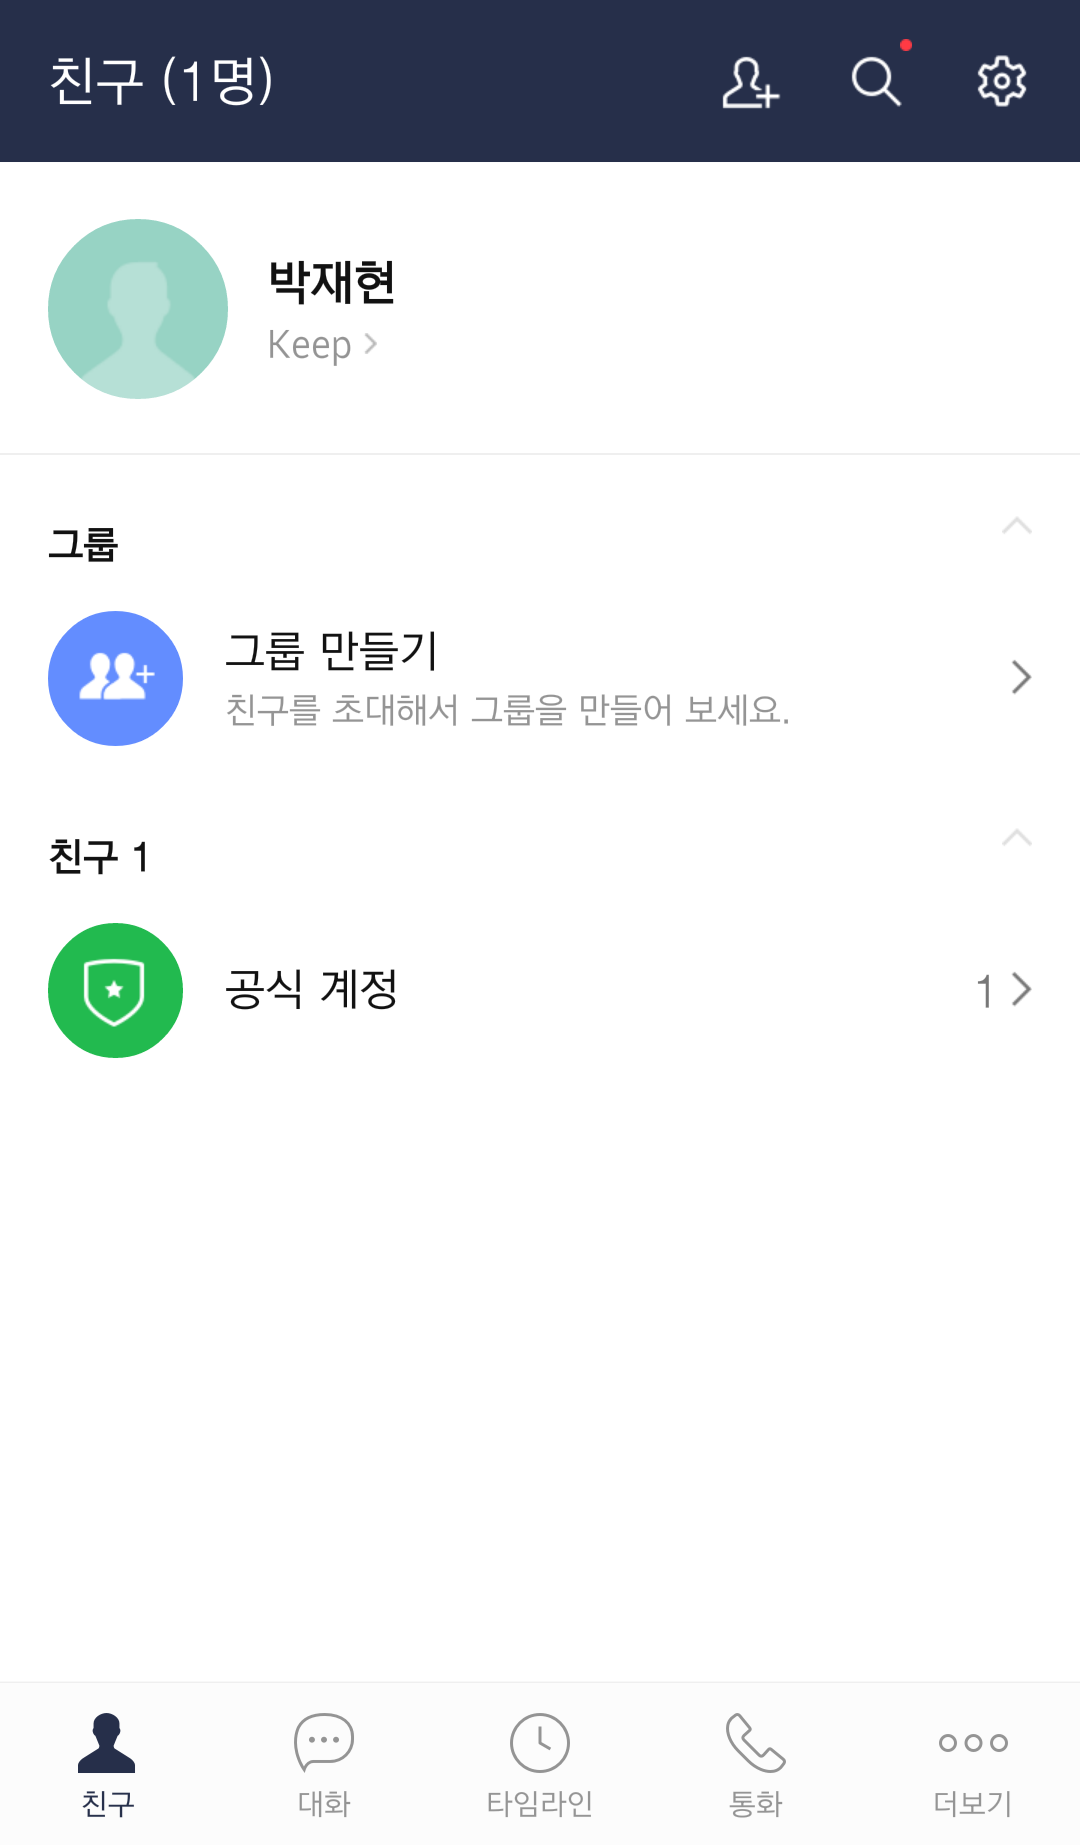 친구 (1명)
박재현
Keep
그룹
그룹 만들기
친구를 초대해서 그룹을 만들어 보세요.
친구 1
공식 계정
1
친구
대화
타임라인
통화
더보기